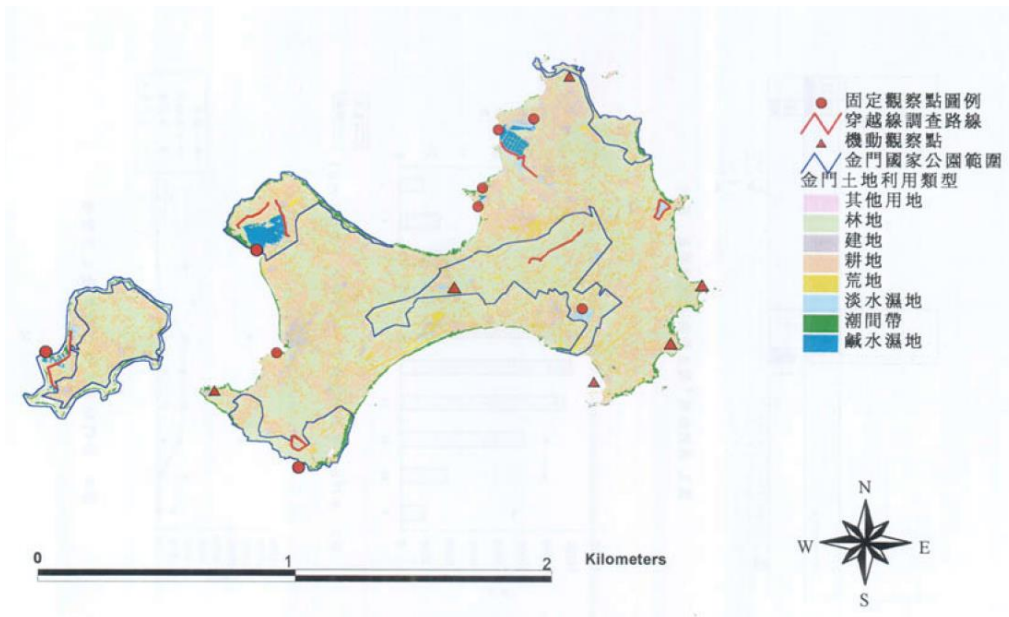 固定觀察點圖例
穿越線調查路線
機動觀察點
金門國家公園範圍
金門土地利用類型
其他用地
林地
建地
耕地
荒地
淡水濕地
潮間帶
鹹水濕地
0 1 2 Kilometers
N
W E
S